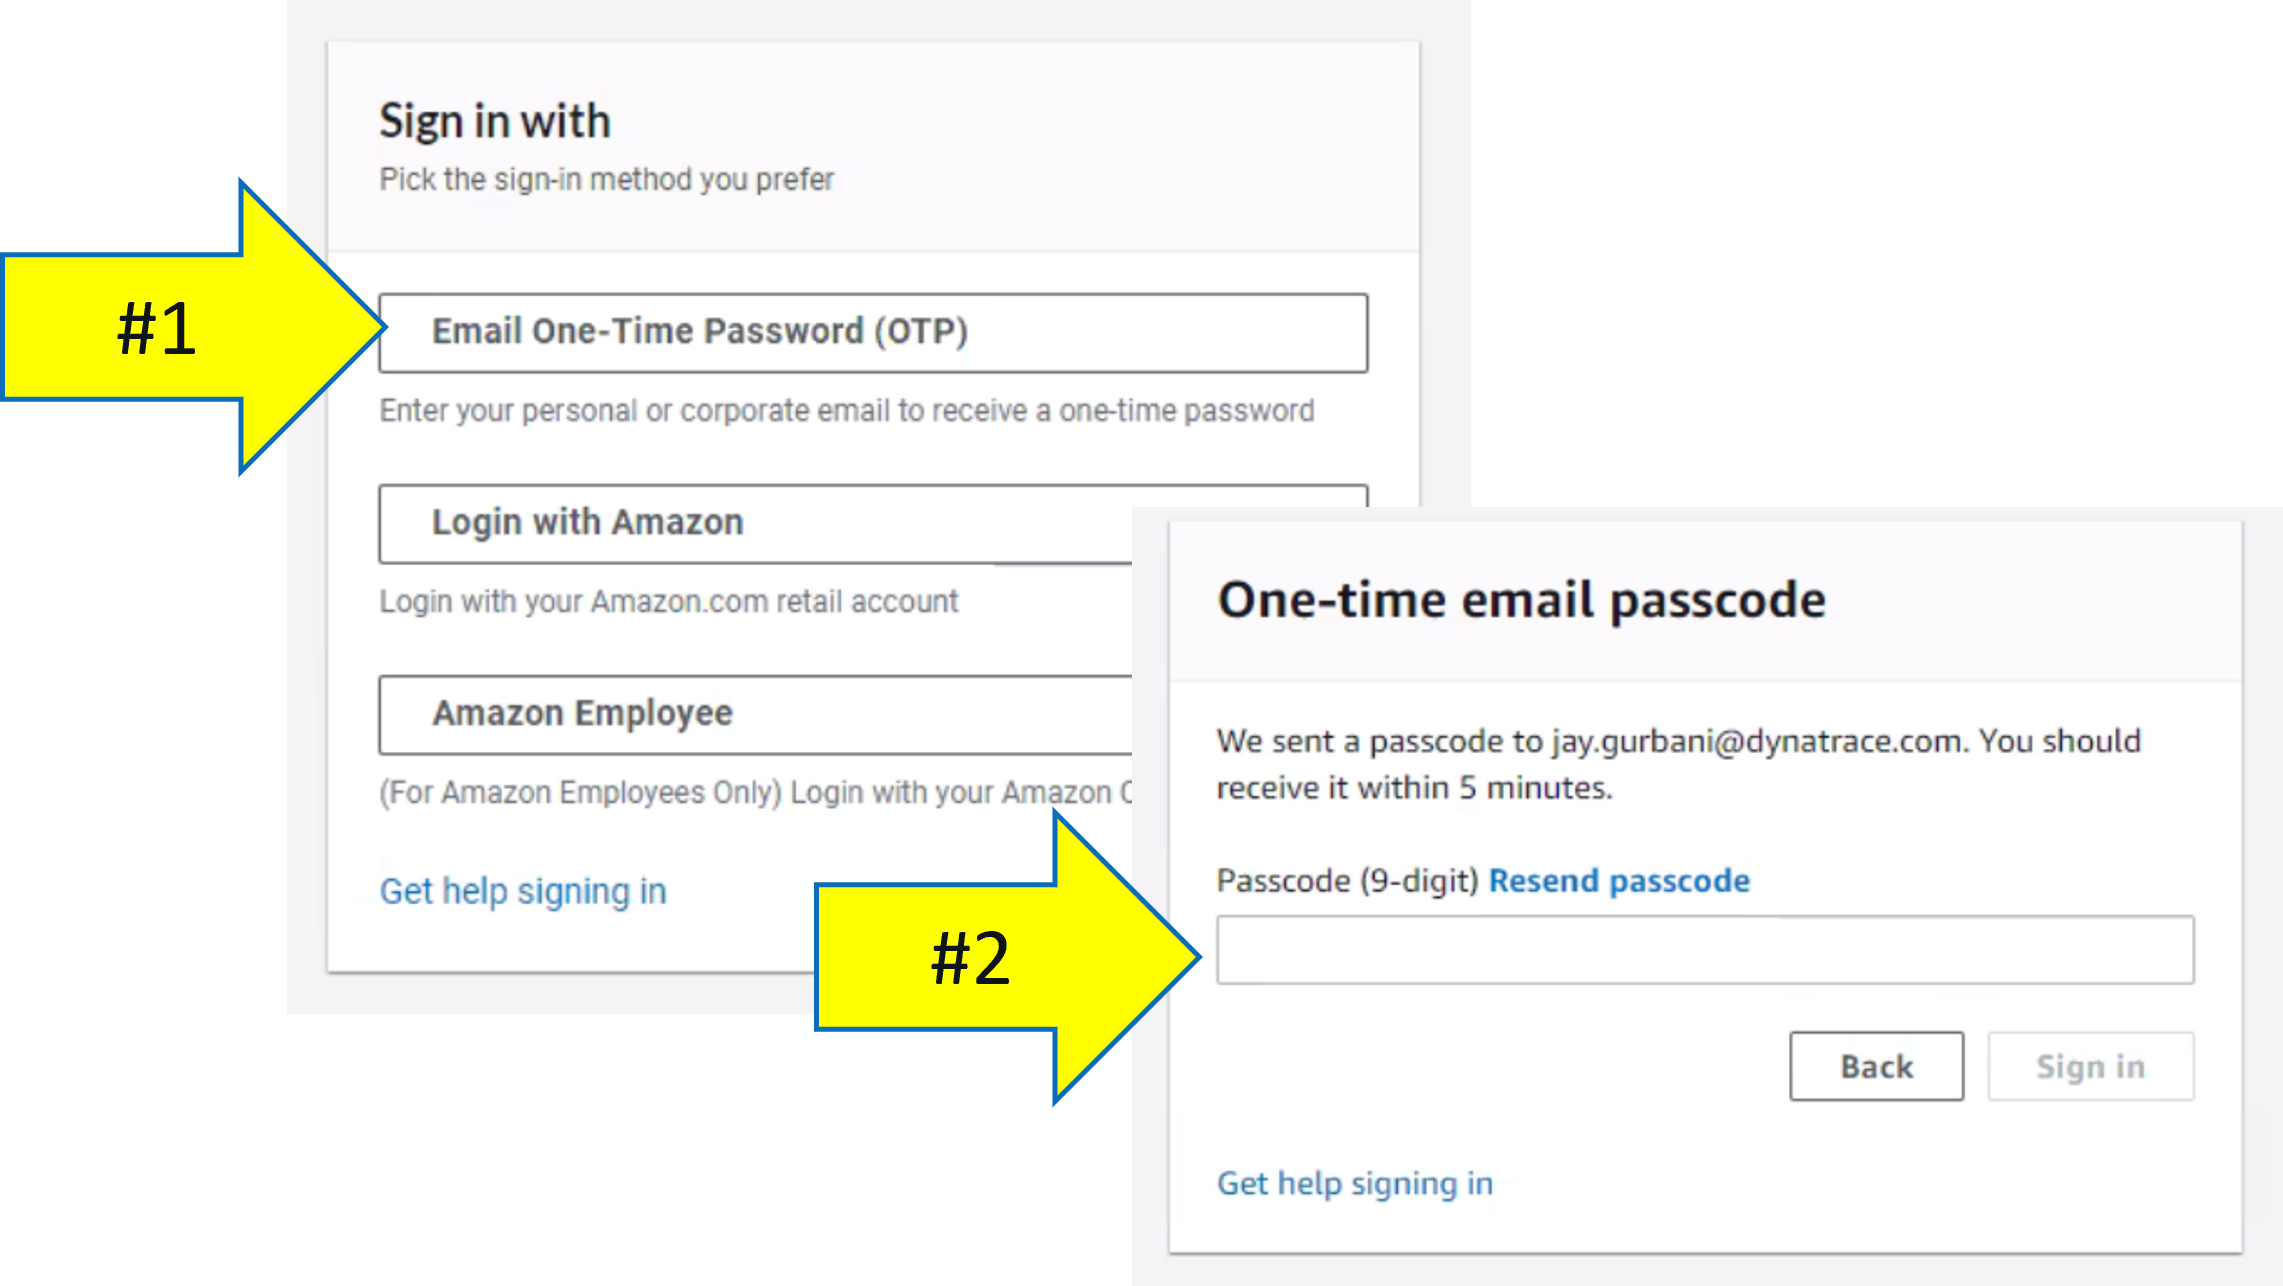 Sign in with
Pick the sign-in method you prefer
#1
Email One-Time Password (OTP)
Enter your personal or corporate email to receive a one-time password
Login with Amazon
Login with your Amazon.com retail account
Amazon Employee
(For Amazon Employees Only) Login with your Amazon
Get help signing in
#2
One-time email passcode
We sent a passcode to jay.gurbani@dynatrace.com. You should
receive it within 5 minutes.
Passcode (9-digit) Resend passcode
Back
Sign in
Get help signing in